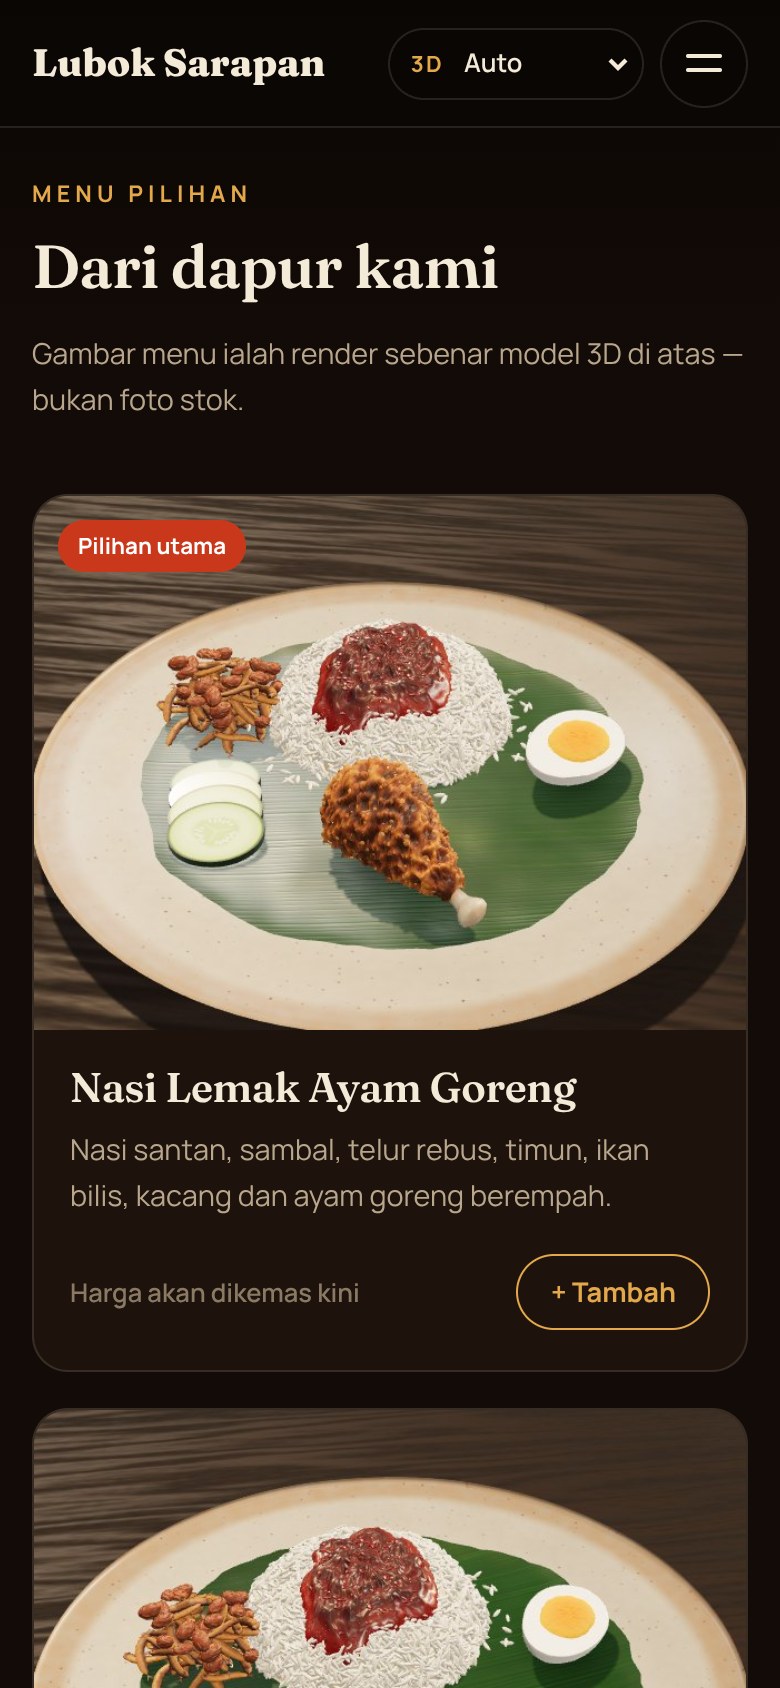 Lubok Sarapan
3D Auto
MENU PILIHAN
Dari dapur kami
Gambar menu ialah render sebenar model 3D di atas —
bukan foto stok.
Pilihan utama
Nasi Lemak Ayam Goreng
Nasi santan, sambal, telur rebus, timun, ikan
bilis, kacang dan ayam goreng berempah.
Harga akan dikemas kini
+ Tambah